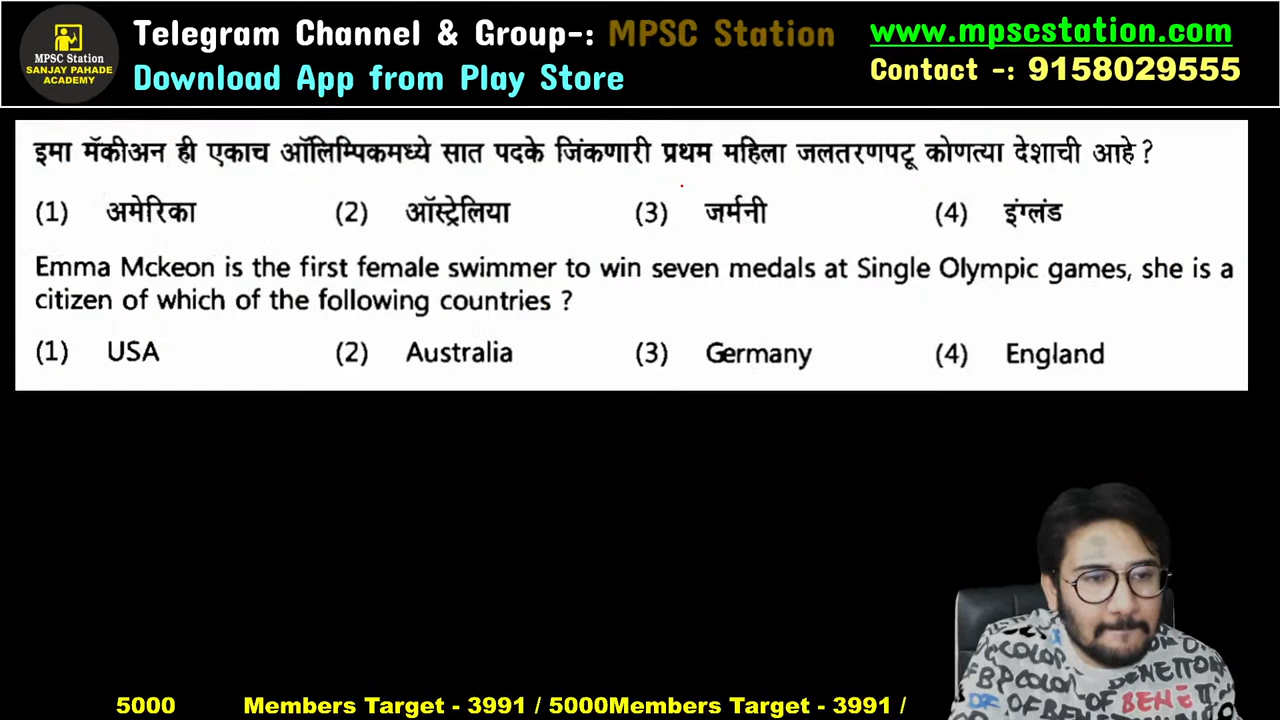 MPSC Station
SANJAY PAHADE
ACADEMY
Telegram Channel & Group-: MPSC Station
Download App from Play Store
www.mpscstation.com
Contact -: 9158029555
इमा मॅकीअन ही एकाच ऑलिम्पिकमध्ये सात पदके जिंकणारी प्रथम महिला जलतरणपटू कोणत्या देशाची आहे ?
(1) अमेरिका (2) ऑस्ट्रेलिया (3) जर्मनी (4) इंग्लंड
Emma Mckeon is the first female swimmer to win seven medals at Single Olympic games, she is a
citizen of which of the following countries ?
(1) USA (2) Australia (3) Germany (4) England
5000 Members Target - 3991 / 5000Members Target - 3991 /